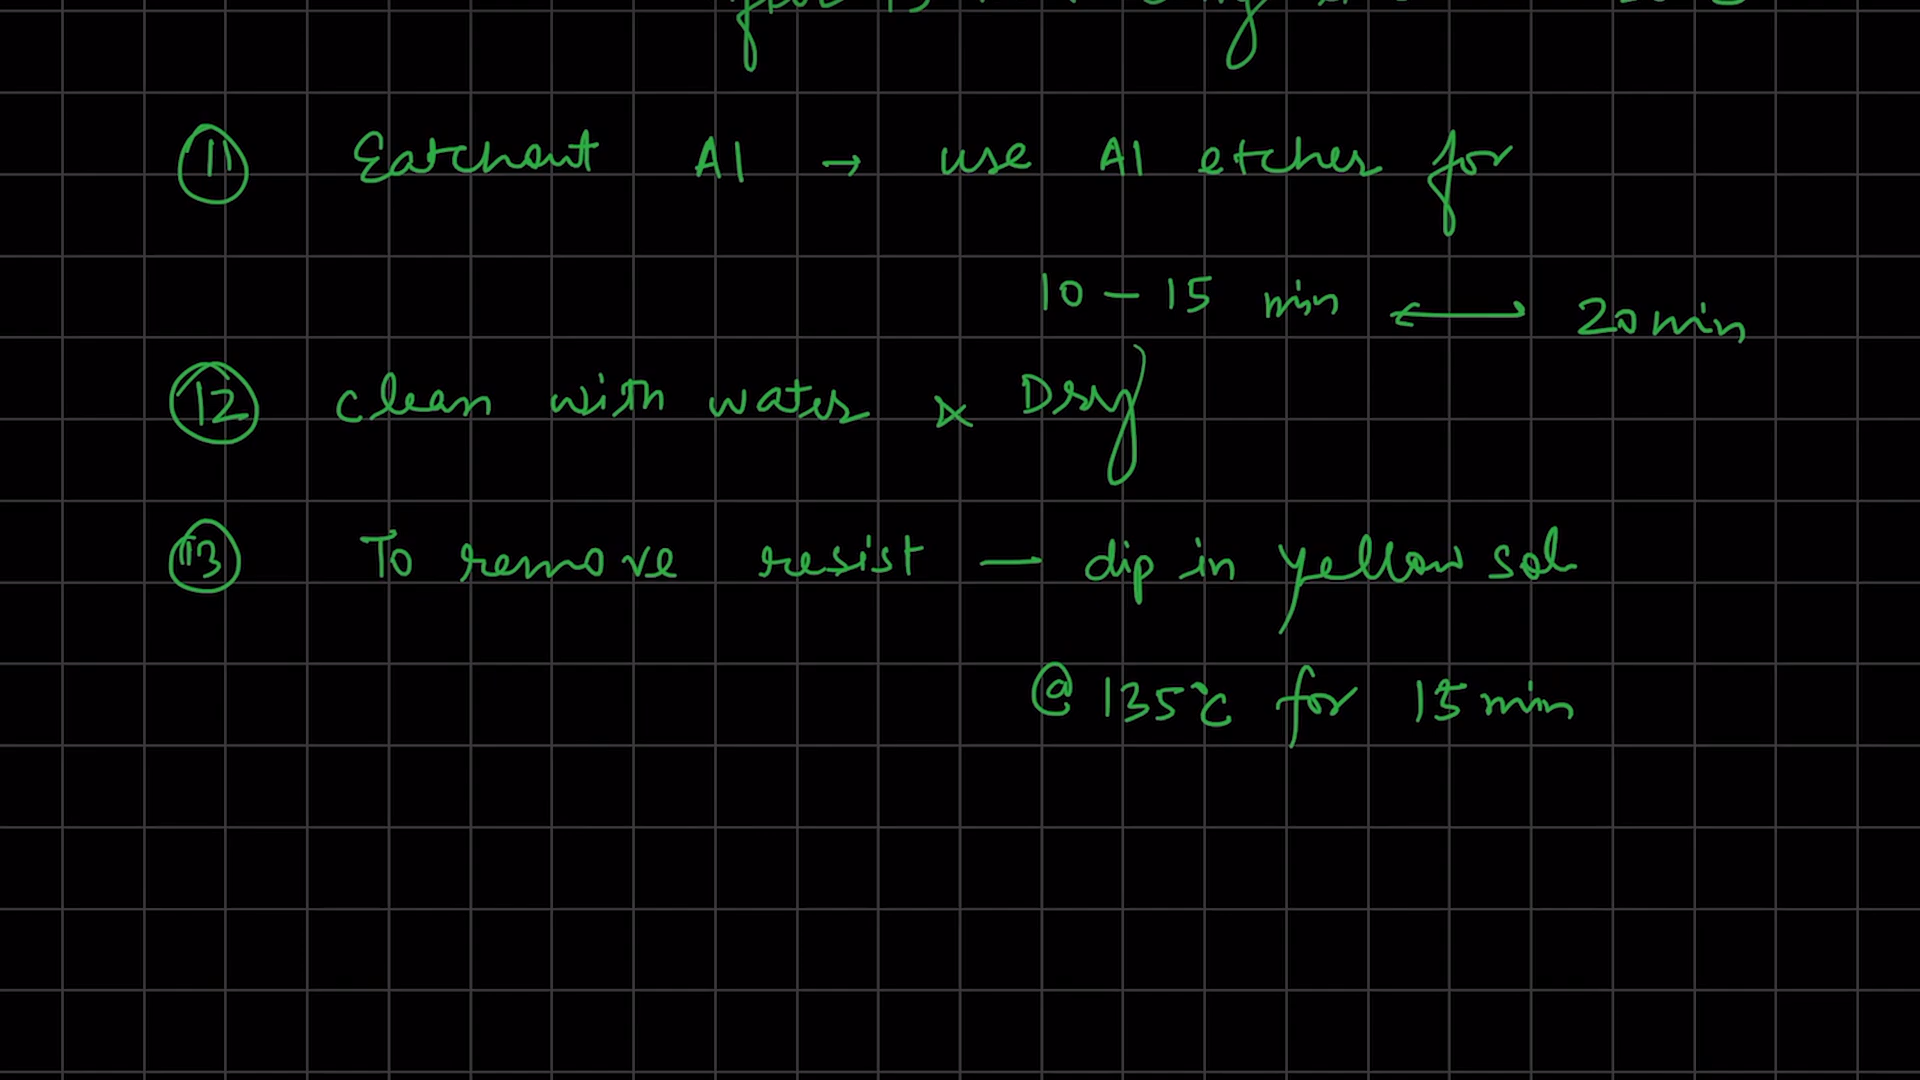 11 Eatchout Al → use Al etcher for
10 - 15 min ⟷ 20 min
12 clean with water & Dry
13 To remove resist — dip in yellow sol
@ 135°C for 15 min